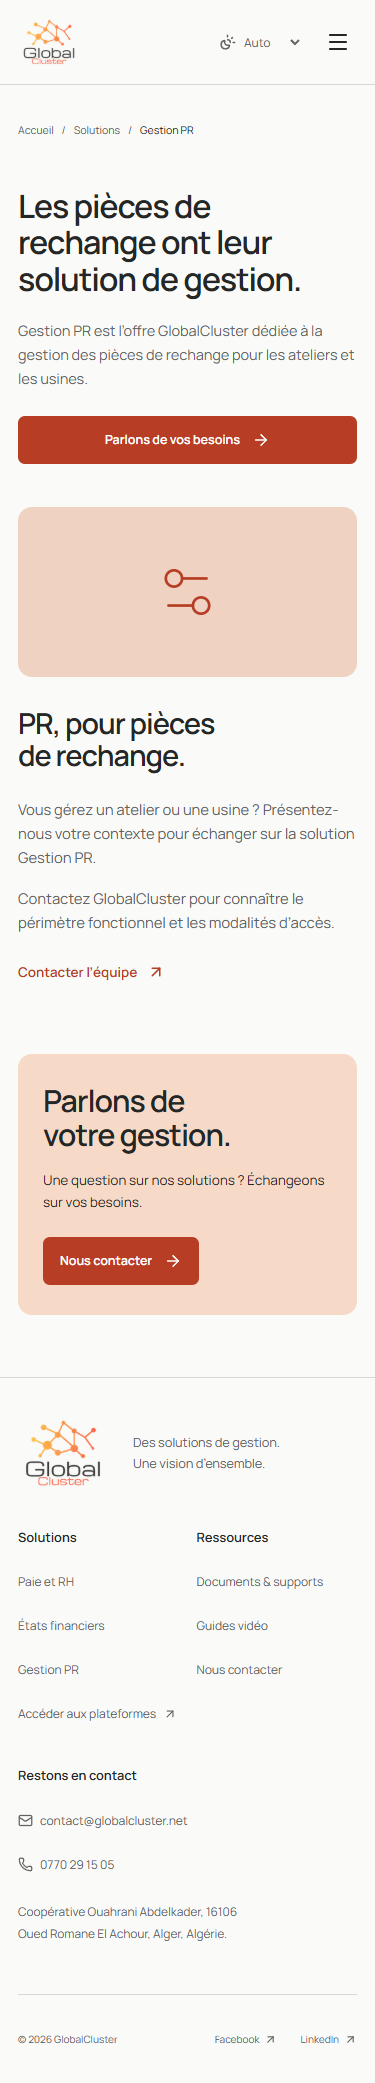 Global
Cluster
Auto
Accueil / Solutions / Gestion PR
Les pièces de
rechange ont leur
solution de gestion.
Gestion PR est l’offre GlobalCluster dédiée à la
gestion des pièces de rechange pour les ateliers et
les usines.
Parlons de vos besoins
PR, pour pièces
de rechange.
Vous gérez un atelier ou une usine ? Présentez-
nous votre contexte pour échanger sur la solution
Gestion PR.
Contactez GlobalCluster pour connaître le
périmètre fonctionnel et les modalités d’accès.
Contacter l’équipe
Parlons de
votre gestion.
Une question sur nos solutions ? Échangeons
sur vos besoins.
Nous contacter
Global
Cluster
Des solutions de gestion.
Une vision d’ensemble.
Solutions
Paie et RH
États financiers
Gestion PR
Accéder aux plateformes
Ressources
Documents & supports
Guides vidéo
Nous contacter
Restons en contact
contact@globalcluster.net
0770 29 15 05
Coopérative Ouahrani Abdelkader, 16106
Oued Romane El Achour, Alger, Algérie.
© 2026 GlobalCluster
Facebook
LinkedIn